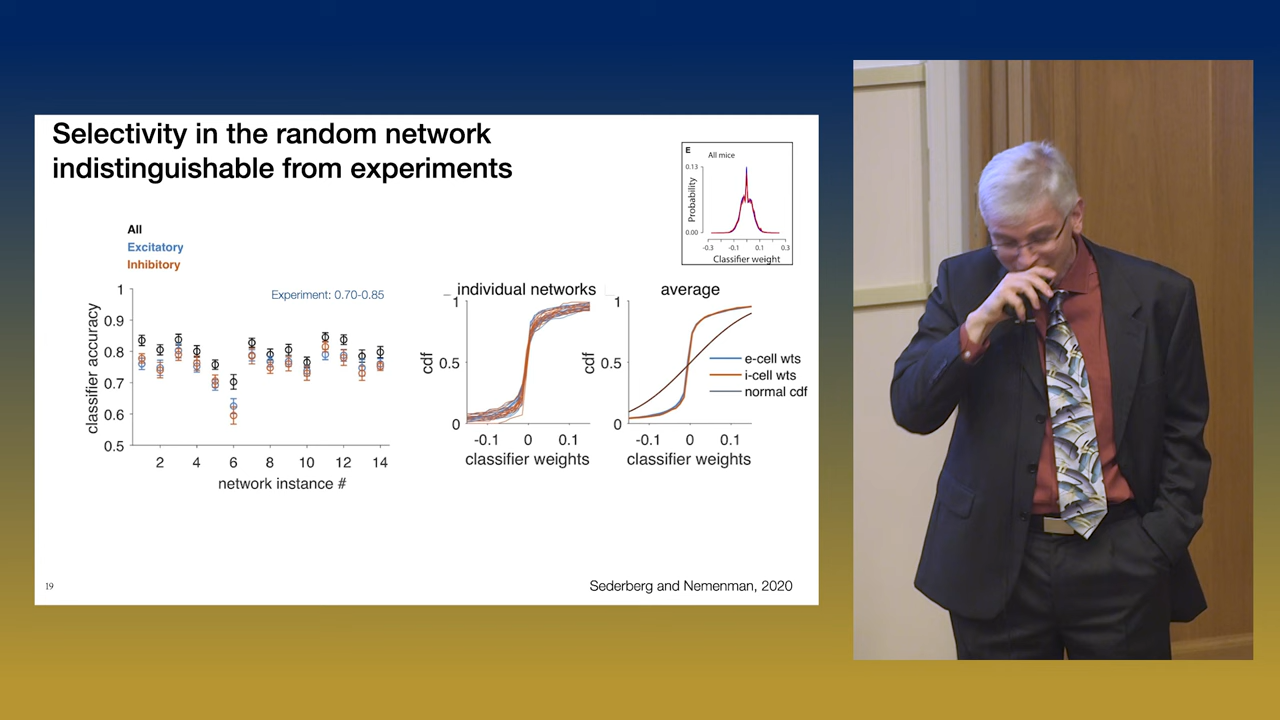 Selectivity in the random network
indistinguishable from experiments
E
All mice
0.13
Probability
0.00
-0.3
-0.1
0.1
0.3
Classifier weight
All
Excitatory
Inhibitory
Experiment: 0.70-0.85
1
0.9
0.8
0.7
0.6
0.5
classifier accuracy
2
4
6
8
10
12
14
network instance #
individual networks
1
0.5
0
cdf
-0.1
0
0.1
classifier weights
average
1
0.5
0
cdf
e-cell wts
i-cell wts
normal cdf
-0.1
0
0.1
classifier weights
19
Sederberg and Nemenman, 2020